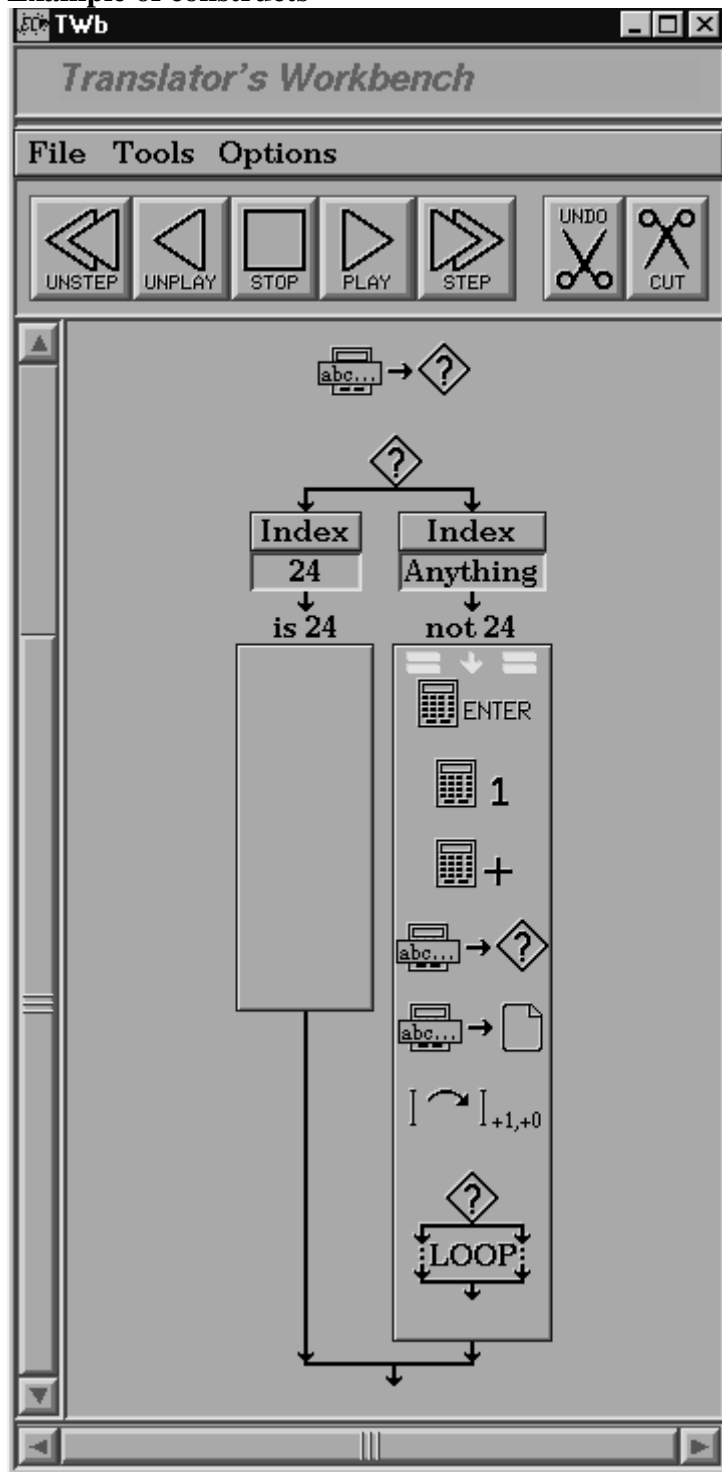 Example of constructs
TWb
Translator's Workbench
File Tools Options
UNSTEP UNPLAY STOP PLAY STEP UNDO CUT
abc... ?
?
Index Index
24 Anything
is 24 not 24
ENTER
1
+
abc... ?
abc...
+1,+0
?
LOOP